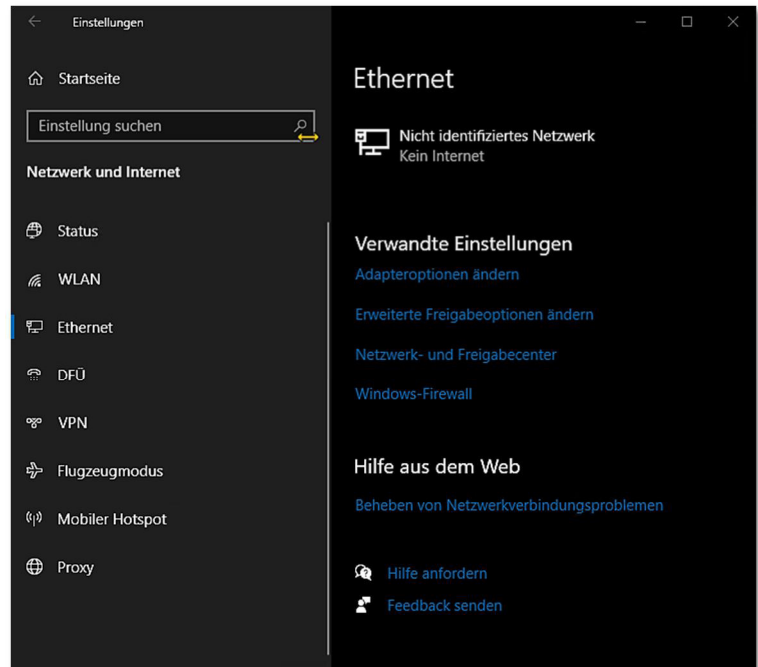 Einstellungen
Startseite
Einstellung suchen
Netzwerk und Internet
Status
WLAN
Ethernet
DFÜ
VPN
Flugzeugmodus
Mobiler Hotspot
Proxy
Ethernet
Nicht identifiziertes Netzwerk
Kein Internet
Verwandte Einstellungen
Adapteroptionen ändern
Erweiterte Freigabeoptionen ändern
Netzwerk- und Freigabecenter
Windows-Firewall
Hilfe aus dem Web
Beheben von Netzwerkverbindungsproblemen
Hilfe anfordern
Feedback senden